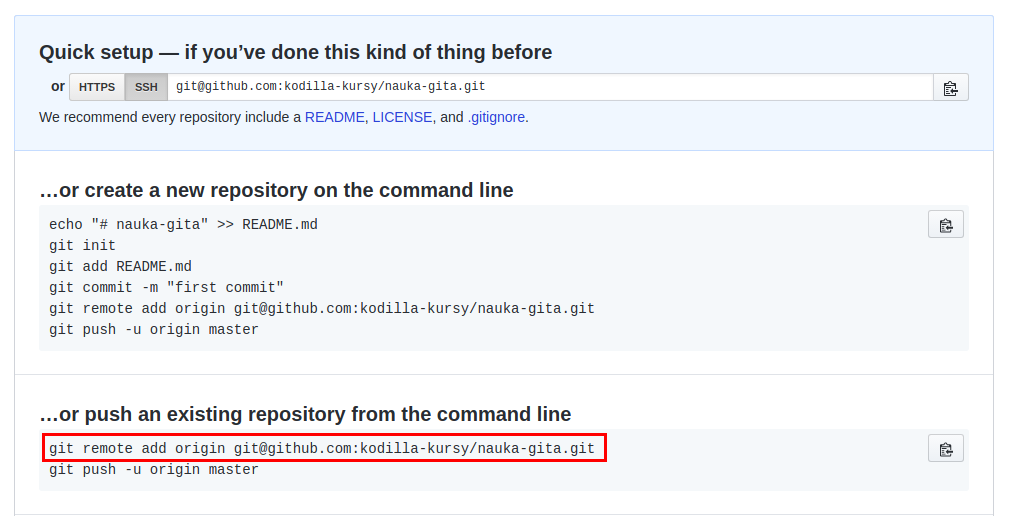 Quick setup — if you’ve done this kind of thing before
or HTTPS SSH git@github.com:kodilla-kursy/nauka-gita.git
We recommend every repository include a README, LICENSE, and .gitignore.
…or create a new repository on the command line
echo "# nauka-gita" >> README.md
git init
git add README.md
git commit -m "first commit"
git remote add origin git@github.com:kodilla-kursy/nauka-gita.git
git push -u origin master
…or push an existing repository from the command line
git remote add origin git@github.com:kodilla-kursy/nauka-gita.git
git push -u origin master